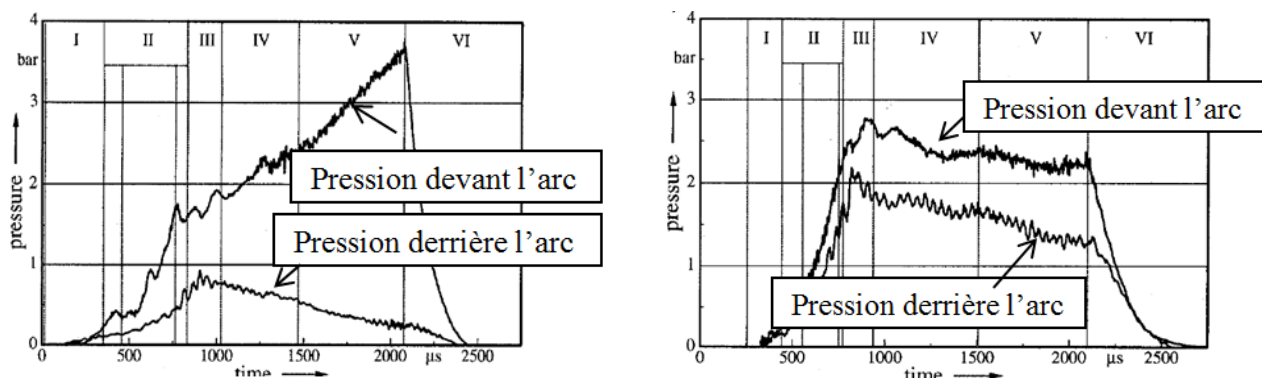 4
bar
3
2
1
0
pressure
I
II
III
IV
V
VI
Pression devant l'arc
Pression derrière l'arc
0 500 1000 1500 2000 µs 2500
time
4
bar
3
2
1
0
pressure
I
II
III
IV
V
VI
Pression devant l'arc
Pression derrière l'arc
0 500 1000 1500 2000 µs 2500
time